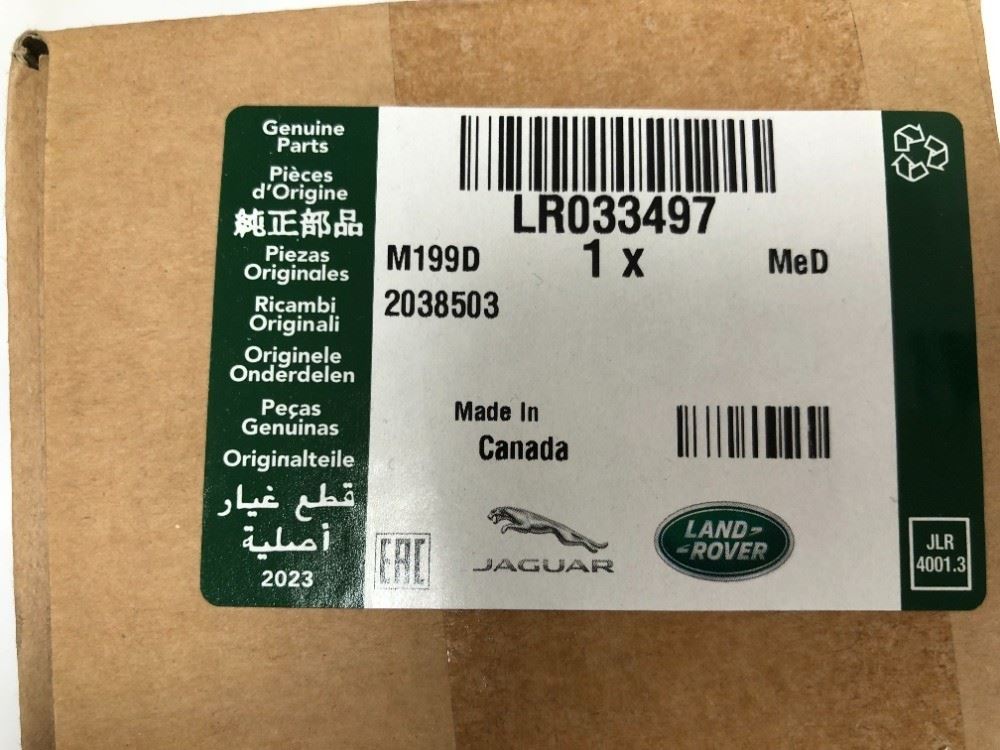 Genuine
Parts
Pièces
d'Origine
純正部品
Piezas
Originales
Ricambi
Originali
Originele
Onderdelen
Peças
Genuinas
Originalteile
قطع غيار
أصلية
2023
LR033497
M199D
1 x
MeD
2038503
Made In
Canada
EAC
JAGUAR
LAND-
-ROVER
JLR
4001.3